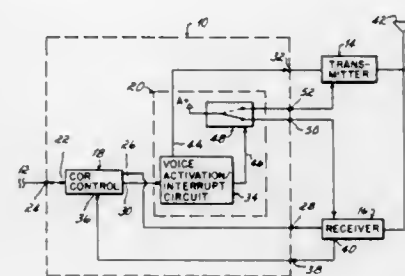 10
42
14
32
TRANS-
MITTER
20
A+
52
50
48
44
46
12
22
18
26
COR
CONTROL
24
36
30
VOICE
ACTIVATION/
INTERRUPT
CIRCUIT
34
28
16
RECEIVER
38
40